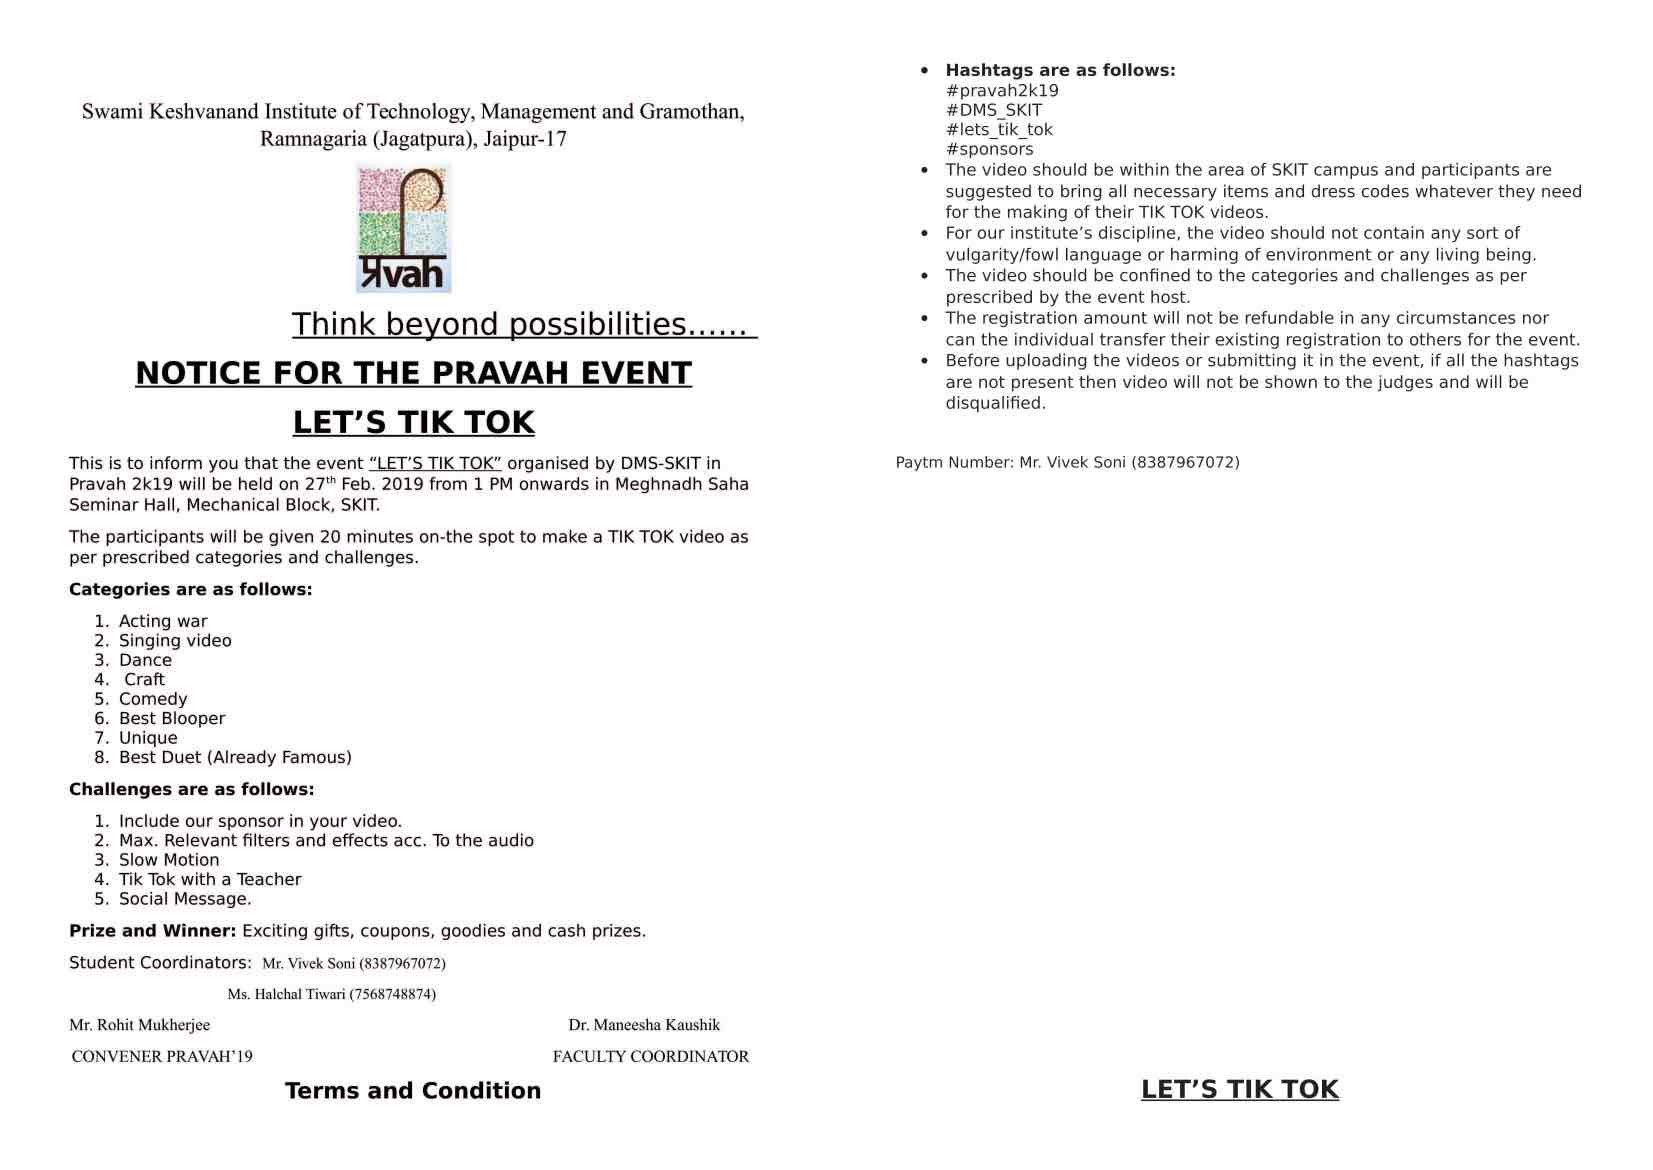 Swami Keshvanand Institute of Technology, Management and Gramothan,
Ramnagaria (Jagatpura), Jaipur-17
प्रvah
Think beyond possibilities......
NOTICE FOR THE PRAVAH EVENT
LET’S TIK TOK
This is to inform you that the event “LET’S TIK TOK” organised by DMS-SKIT in
Pravah 2k19 will be held on 27th Feb. 2019 from 1 PM onwards in Meghnadh Saha
Seminar Hall, Mechanical Block, SKIT.
The participants will be given 20 minutes on-the spot to make a TIK TOK video as
per prescribed categories and challenges.
Categories are as follows:
1. Acting war
2. Singing video
3. Dance
4. Craft
5. Comedy
6. Best Blooper
7. Unique
8. Best Duet (Already Famous)
Challenges are as follows:
1. Include our sponsor in your video.
2. Max. Relevant filters and effects acc. To the audio
3. Slow Motion
4. Tik Tok with a Teacher
5. Social Message.
Prize and Winner: Exciting gifts, coupons, goodies and cash prizes.
Student Coordinators: Mr. Vivek Soni (8387967072)
Ms. Halchal Tiwari (7568748874)
Mr. Rohit Mukherjee Dr. Maneesha Kaushik
CONVENER PRAVAH’19 FACULTY COORDINATOR
Terms and Condition
• Hashtags are as follows:
#pravah2k19
#DMS_SKIT
#lets_tik_tok
#sponsors
• The video should be within the area of SKIT campus and participants are
suggested to bring all necessary items and dress codes whatever they need
for the making of their TIK TOK videos.
• For our institute’s discipline, the video should not contain any sort of
vulgarity/fowl language or harming of environment or any living being.
• The video should be confined to the categories and challenges as per
prescribed by the event host.
• The registration amount will not be refundable in any circumstances nor
can the individual transfer their existing registration to others for the event.
• Before uploading the videos or submitting it in the event, if all the hashtags
are not present then video will not be shown to the judges and will be
disqualified.
Paytm Number: Mr. Vivek Soni (8387967072)
LET’S TIK TOK